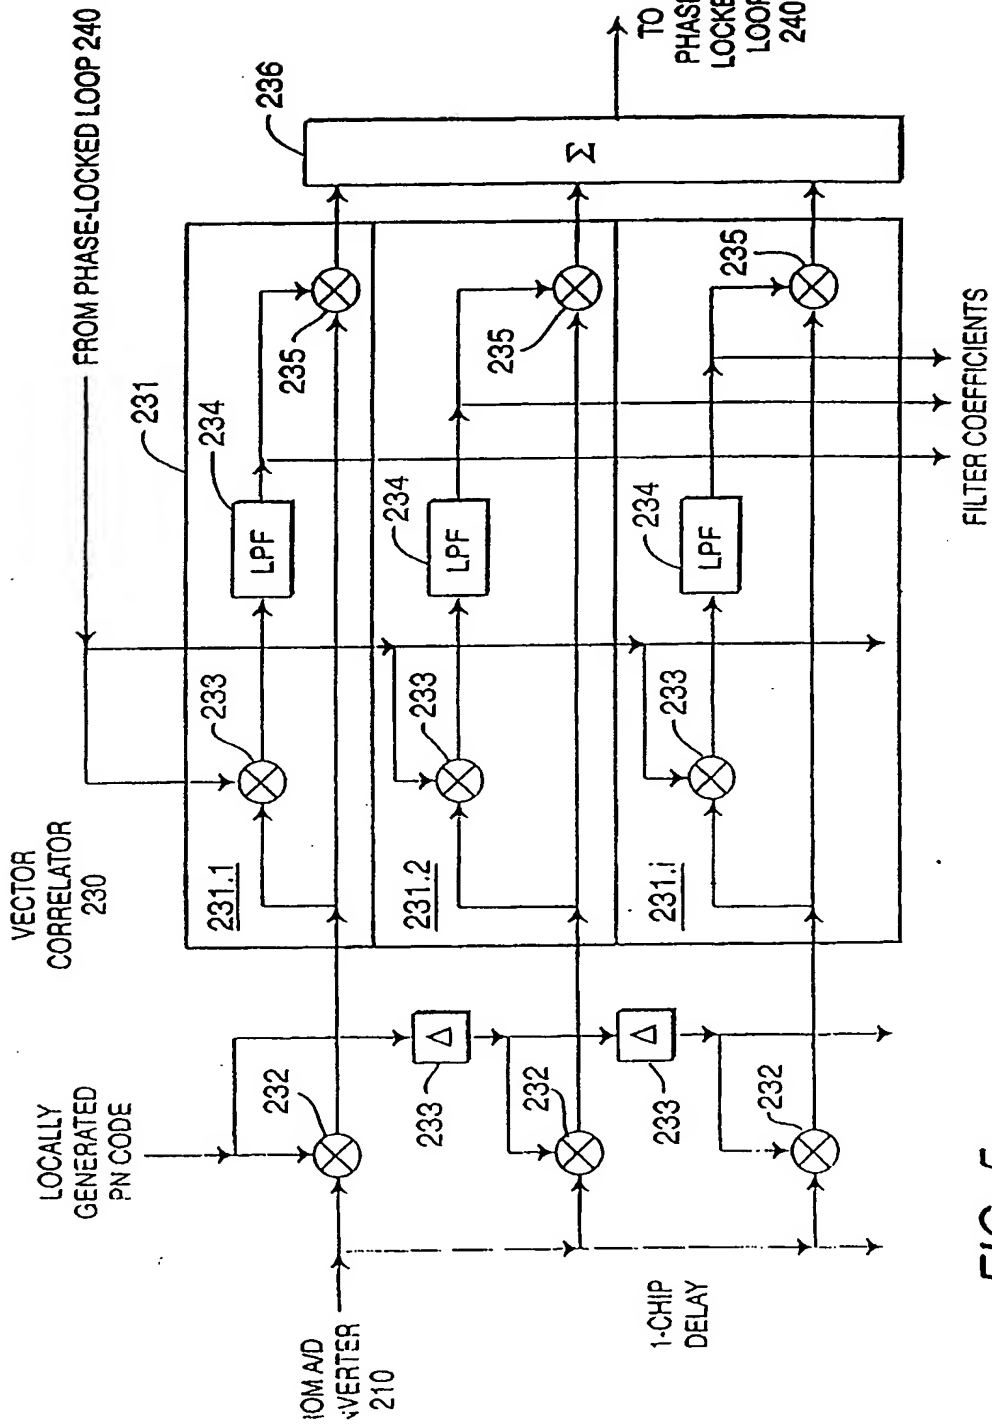 VECTOR
CORRELATOR
230
FROM PHASE-LOCKED LOOP 240
LOCALLY
GENERATED
PN CODE
231
232
231.1
233
234
LPF
235
236
210
233
Δ
232
231.2
233
234
LPF
235
Σ
TO
LOOP
240
233
Δ
1-CHIP
DELAY
232
231.i
233
234
LPF
235
FILTER COEFFICIENTS